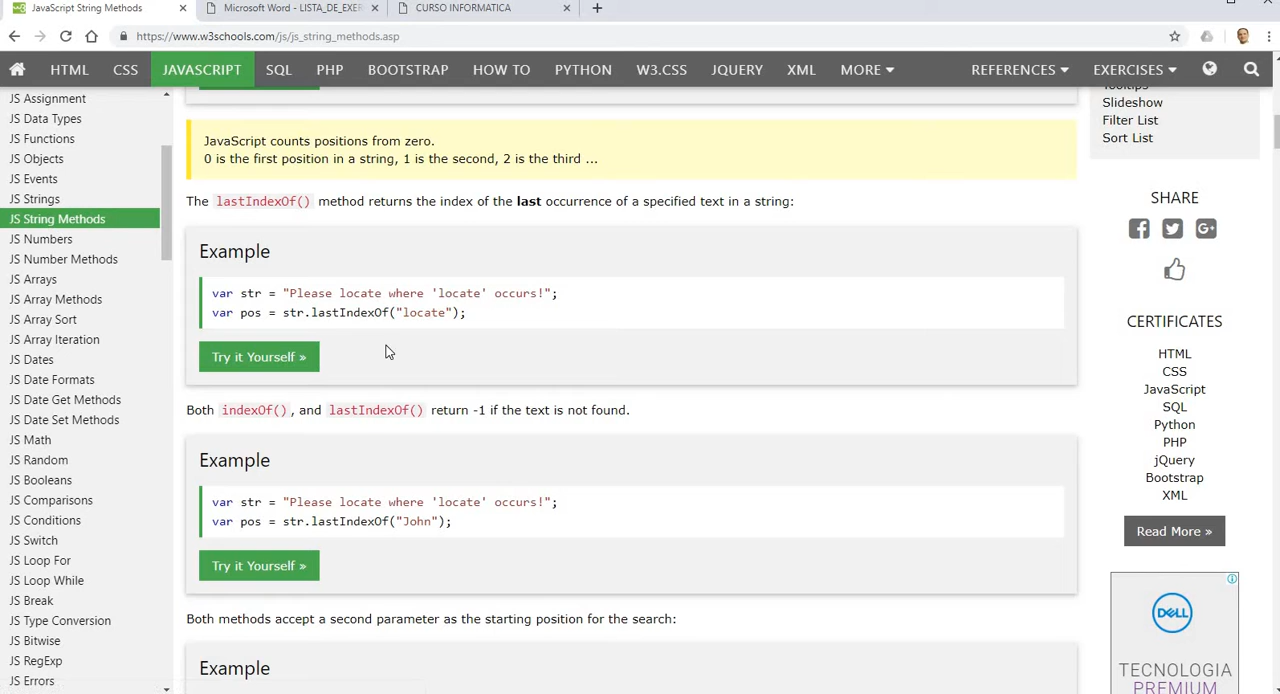 JavaScript String Methods
Microsoft Word - LISTA_DE_EXER
CURSO INFORMATICA
https://www.w3schools.com/js/js_string_methods.asp
HTML CSS JAVASCRIPT SQL PHP BOOTSTRAP HOW TO PYTHON W3.CSS JQUERY XML MORE REFERENCES EXERCISES
JS Assignment
JS Data Types
JS Functions
JS Objects
JS Events
JS Strings
JS String Methods
JS Numbers
JS Number Methods
JS Arrays
JS Array Methods
JS Array Sort
JS Array Iteration
JS Dates
JS Date Formats
JS Date Get Methods
JS Date Set Methods
JS Math
JS Random
JS Booleans
JS Comparisons
JS Conditions
JS Switch
JS Loop For
JS Loop While
JS Break
JS Type Conversion
JS Bitwise
JS RegExp
JS Errors
JavaScript counts positions from zero.
0 is the first position in a string, 1 is the second, 2 is the third ...
The lastIndexOf() method returns the index of the last occurrence of a specified text in a string:
Example
var str = "Please locate where 'locate' occurs!";
var pos = str.lastIndexOf("locate");
Try it Yourself »
Both indexOf(), and lastIndexOf() return -1 if the text is not found.
Example
var str = "Please locate where 'locate' occurs!";
var pos = str.lastIndexOf("John");
Try it Yourself »
Both methods accept a second parameter as the starting position for the search:
Example
Tooltips
Slideshow
Filter List
Sort List
SHARE
CERTIFICATES
HTML
CSS
JavaScript
SQL
Python
PHP
jQuery
Bootstrap
XML
Read More »
DELL
TECNOLOGIA
PREMIUM